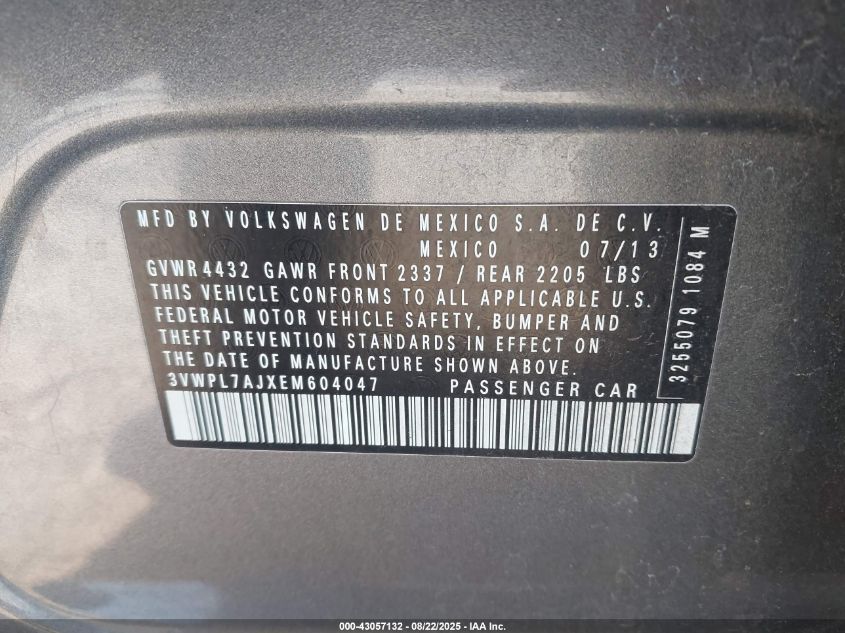 MFD BY VOLKSWAGEN DE MEXICO S.A. DE C.V.
MEXICO 07/13
GVWR 4432 GAWR FRONT 2337 / REAR 2205 LBS
THIS VEHICLE CONFORMS TO ALL APPLICABLE U.S.
FEDERAL MOTOR VEHICLE SAFETY, BUMPER AND
THEFT PREVENTION STANDARDS IN EFFECT ON
THE DATE OF MANUFACTURE SHOWN ABOVE.
3VWPL7AJXEM604047 PASSENGER CAR
3255079 1084 M
000-43057132 - 08/22/2025 - IAA Inc.